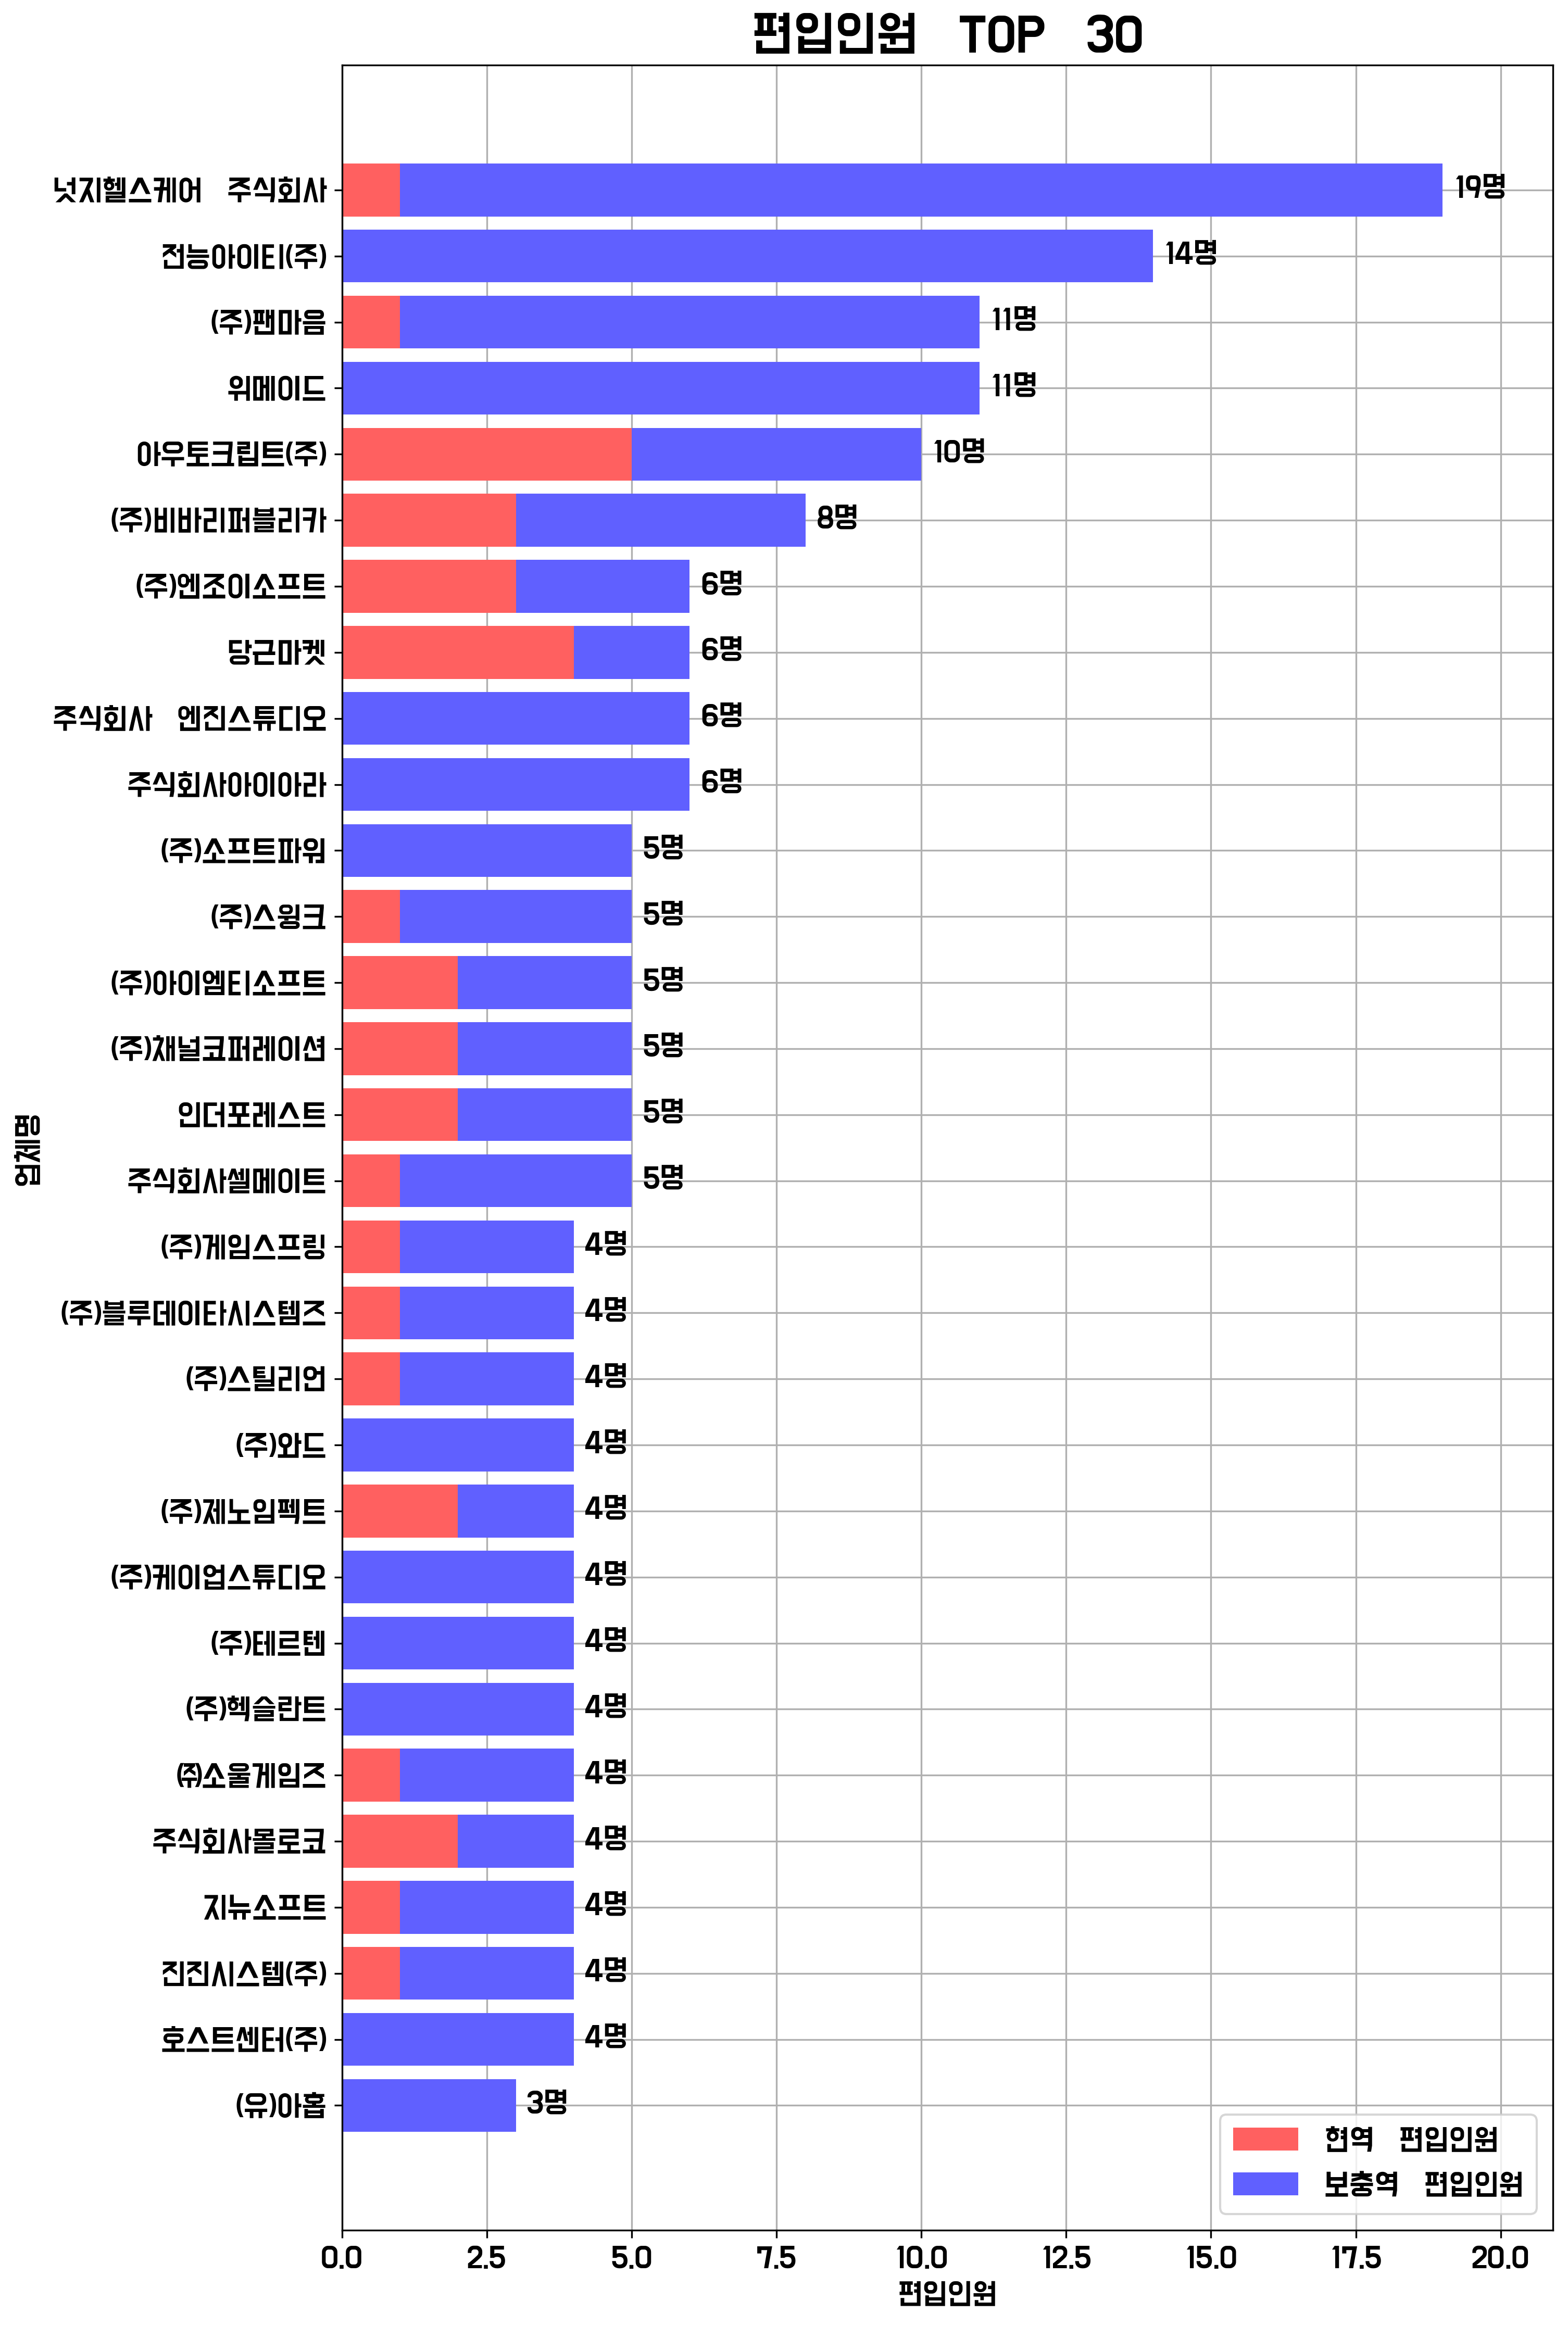 편입인원 TOP 30
넛지헬스케어 주식회사
19명
전능아이티(주)
14명
(주)팬마음
11명
위메이드
11명
아우토크립트(주)
10명
(주)비바리퍼블리카
8명
(주)엔조이소프트
6명
당근마켓
6명
주식회사 엔진스튜디오
6명
주식회사아이아라
6명
(주)소프트파워
5명
(주)스윙크
5명
(주)아이엠티소프트
5명
(주)채널코퍼레이션
5명
인더포레스트
5명
주식회사셀메이트
5명
(주)게임스프링
4명
(주)블루데이타시스템즈
4명
(주)스틸리언
4명
(주)와드
4명
(주)제노임펙트
4명
(주)케이업스튜디오
4명
(주)테르텐
4명
(주)헥슬란트
4명
㈜소울게임즈
4명
주식회사몰로코
4명
지뉴소프트
4명
진진시스템(주)
4명
호스트센터(주)
4명
(유)아홉
3명
업체명
현역 편입인원
보충역 편입인원
0.0 2.5 5.0 7.5 10.0 12.5 15.0 17.5 20.0
편입인원